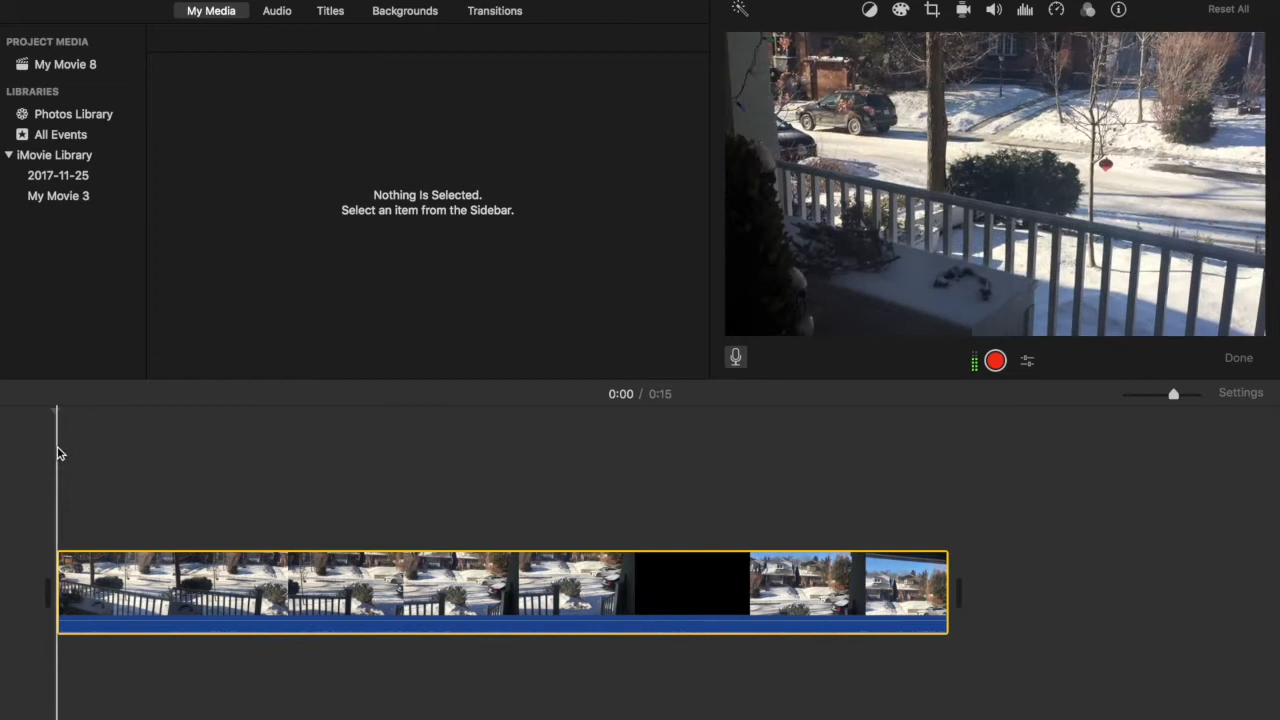 My Media Audio Titles Backgrounds Transitions
Reset All
PROJECT MEDIA
My Movie 8
LIBRARIES
Photos Library
All Events
iMovie Library
2017-11-25
My Movie 3
Nothing Is Selected.
Select an item from the Sidebar.
Done
0:00 / 0:15
Settings